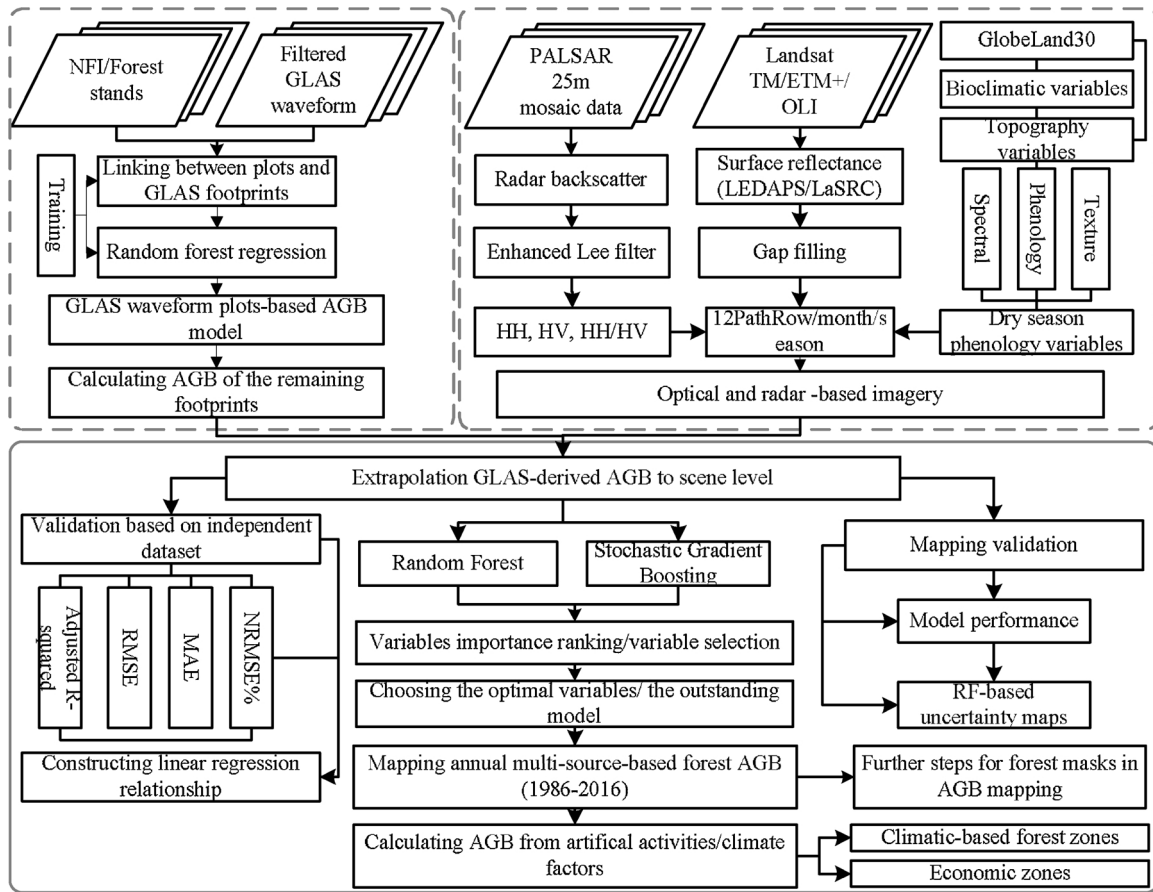 NFI/Forest
stands
Filtered
GLAS
waveform
Training
Linking between plots and
GLAS footprints
Random forest regression
GLAS waveform plots-based AGB
model
Calculating AGB of the remaining
footprints
PALSAR
25m
mosaic data
Radar backscatter
Enhanced Lee filter
HH, HV, HH/HV
Landsat
TM/ETM+/
OLI
Surface reflectance
(LEDAPS/LaSRC)
Gap filling
12PathRow/month/s
eason
GlobeLand30
Bioclimatic variables
Topography
variables
Spectral
Phenology
Texture
Dry season
phenology variables
Optical and radar -based imagery
Extrapolation GLAS-derived AGB to scene level
Validation based on independent
dataset
Adjusted R-
squared
RMSE
MAE
NRMSE%
Constructing linear regression
relationship
Random Forest
Stochastic Gradient
Boosting
Variables importance ranking/variable selection
Choosing the optimal variables/ the outstanding
model
Mapping annual multi-source-based forest AGB
(1986-2016)
Calculating AGB from artifical activities/climate
factors
Mapping validation
Model performance
RF-based
uncertainty maps
Further steps for forest masks in
AGB mapping
Climatic-based forest zones
Economic zones